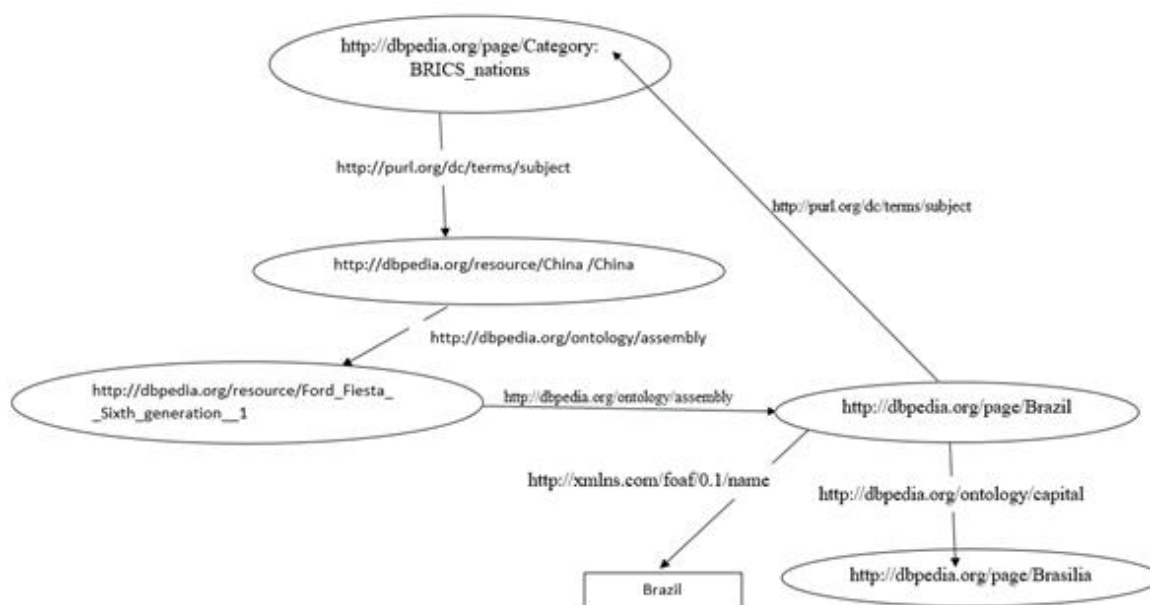 http://dbpedia.org/page/Category:
BRICS_nations
http://purl.org/dc/terms/subject
http://purl.org/dc/terms/subject
http://dbpedia.org/resource/China /China
http://dbpedia.org/ontology/assembly
http://dbpedia.org/resource/Ford_Fiesta_
_Sixth_generation__1
http://dbpedia.org/ontology/assembly
http://dbpedia.org/page/Brazil
http://xmlns.com/foaf/0.1/name
http://dbpedia.org/ontology/capital
Brazil
http://dbpedia.org/page/Brasilia